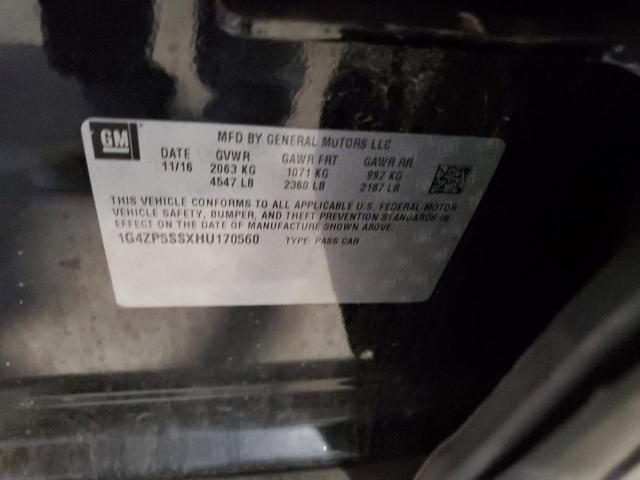 GM
MFD BY GENERAL MOTORS LLC
DATE GVWR GAWR FRT GAWR RR
11/16 2063 KG 1071 KG 992 KG
4547 LB 2360 LB 2187 LB
THIS VEHICLE CONFORMS TO ALL APPLICABLE U.S. FEDERAL MOTOR
VEHICLE SAFETY, BUMPER, AND THEFT PREVENTION STANDARDS IN
EFFECT ON THE DATE OF MANUFACTURE SHOWN ABOVE.
1G4ZP5SSXHU170560 TYPE: PASS CAR